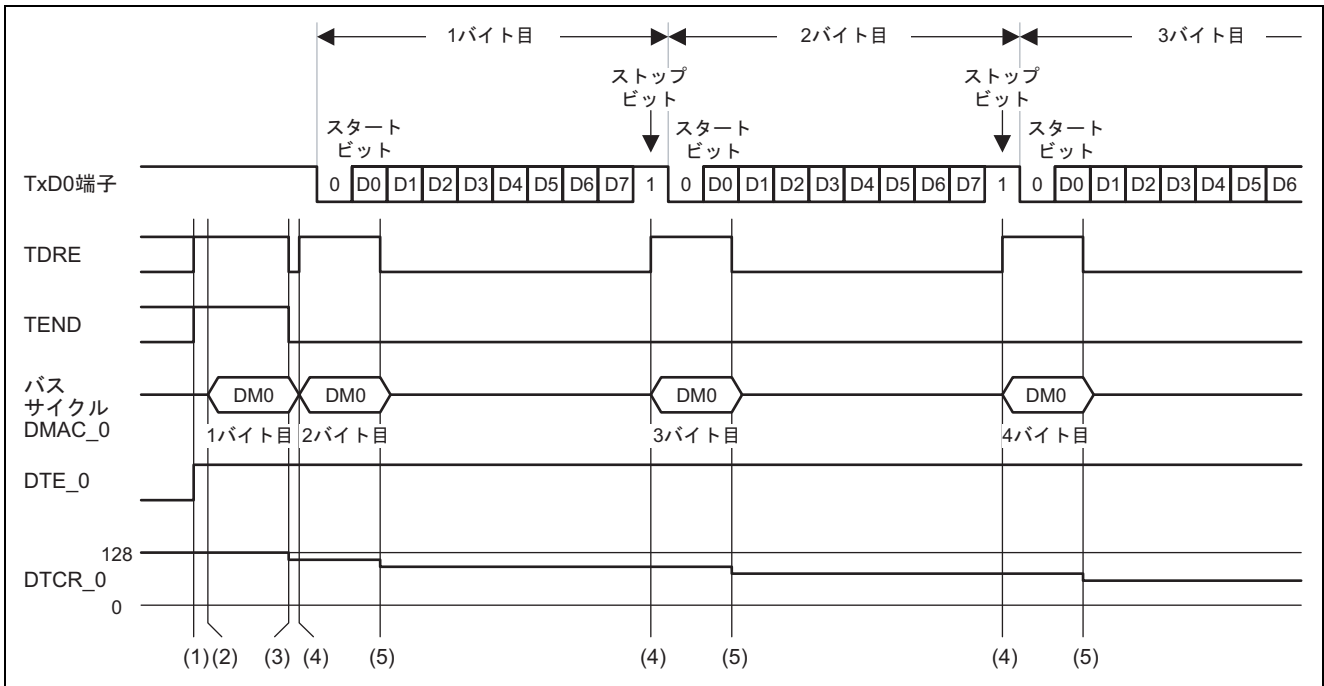 1バイト目 2バイト目 3バイト目
ストップ ストップ
ビット ビット
スタート スタート スタート
ビット ビット ビット
TxD0端子 0 D0 D1 D2 D3 D4 D5 D6 D7 1 0 D0 D1 D2 D3 D4 D5 D6 D7 1 0 D0 D1 D2 D3 D4 D5 D6
TDRE
TEND
バス
サイクル DM0 DM0 DM0 DM0
DMAC_0 1バイト目 2バイト目 3バイト目 4バイト目
DTE_0
128
DTCR_0
0
(1) (2) (3) (4) (5) (4) (5) (4) (5)